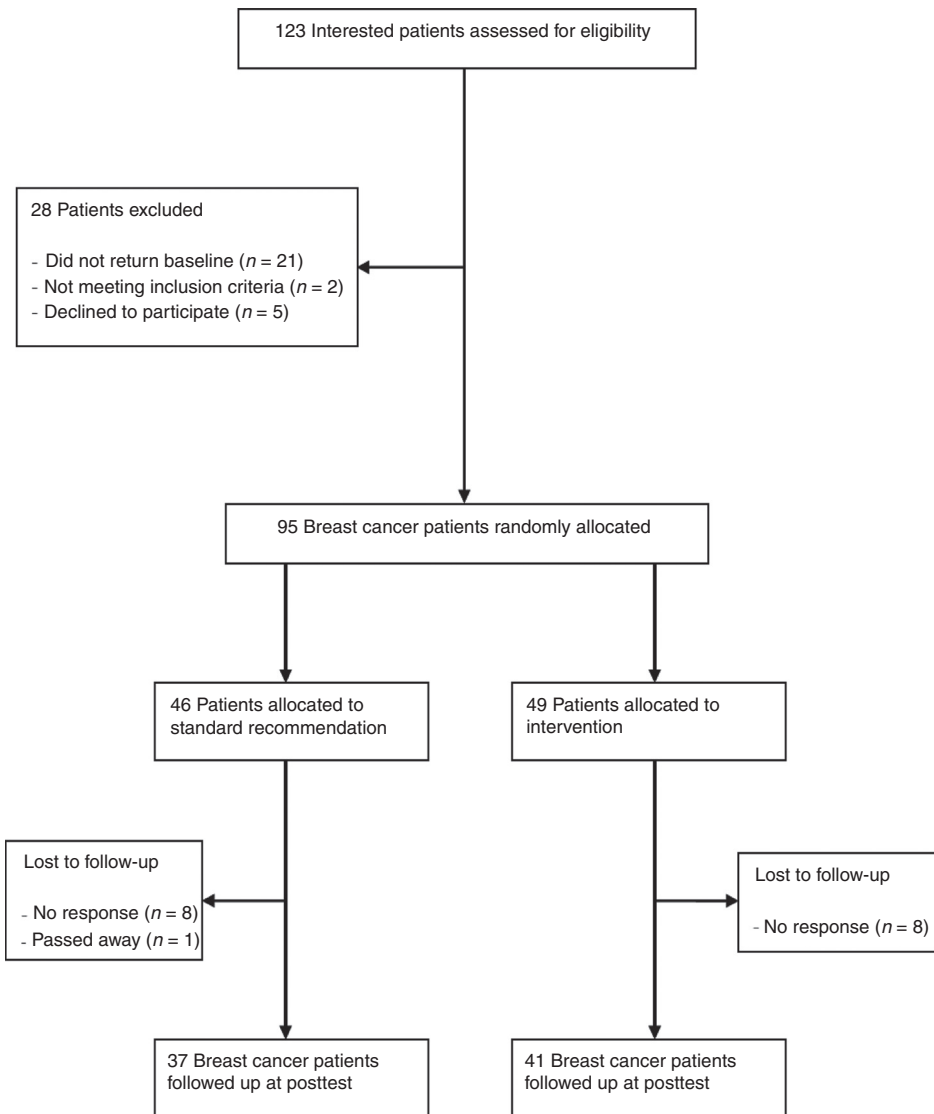 123 Interested patients assessed for eligibility
28 Patients excluded
- Did not return baseline (n = 21)
- Not meeting inclusion criteria (n = 2)
- Declined to participate (n = 5)
95 Breast cancer patients randomly allocated
46 Patients allocated to
standard recommendation
49 Patients allocated to
intervention
Lost to follow-up
- No response (n = 8)
- Passed away (n = 1)
Lost to follow-up
- No response (n = 8)
37 Breast cancer patients
followed up at posttest
41 Breast cancer patients
followed up at posttest